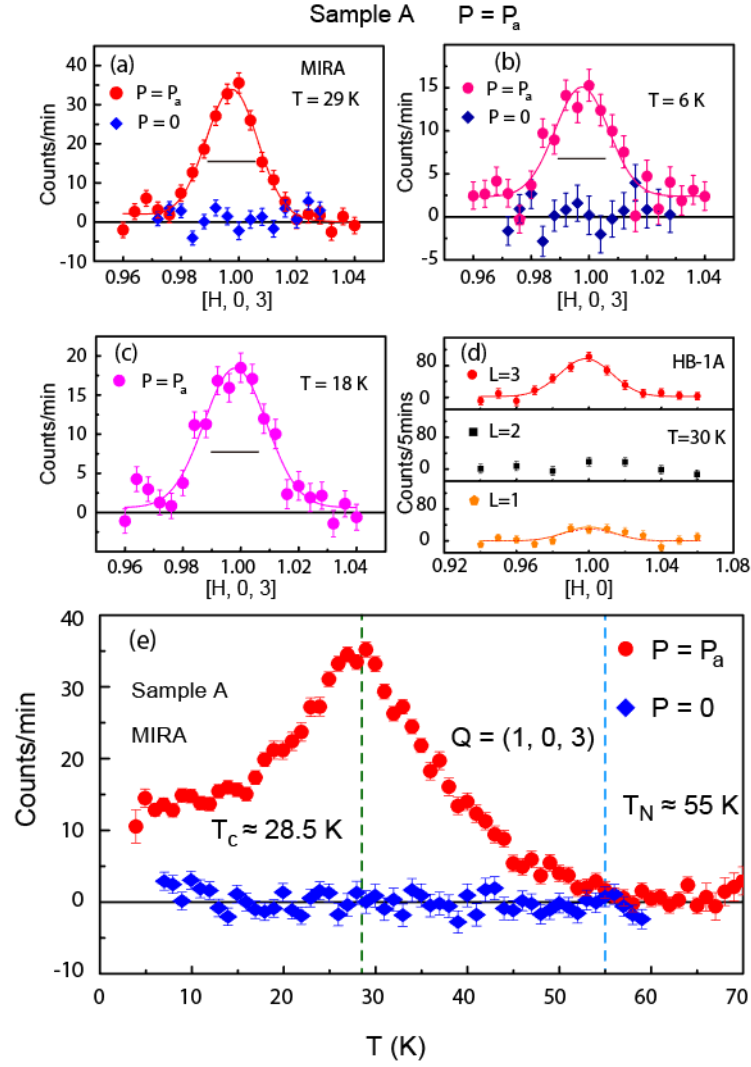 Sample A P = Pa
(a)
MIRA
P = Pa
T = 29 K
P = 0
Counts/min
40
30
20
10
0
-10
0.96 0.98 1.00 1.02 1.04
[H, 0, 3]
(b)
P = Pa
T = 6 K
P = 0
Counts/min
15
10
5
0
-5
0.96 0.98 1.00 1.02 1.04
[H, 0, 3]
(c)
P = Pa
T = 18 K
Counts/min
20
15
10
5
0
-5
0.96 0.98 1.00 1.02 1.04
[H, 0, 3]
(d)
HB-1A
L=3
80
0
L=2
T=30 K
80
0
L=1
80
0
Counts/5mins
0.92 0.96 1.00 1.04 1.08
[H, 0]
(e)
P = Pa
Sample A
P = 0
MIRA
Q = (1, 0, 3)
Tc ≈ 28.5 K
TN ≈ 55 K
Counts/min
40
30
20
10
0
-10
0 10 20 30 40 50 60 70
T (K)